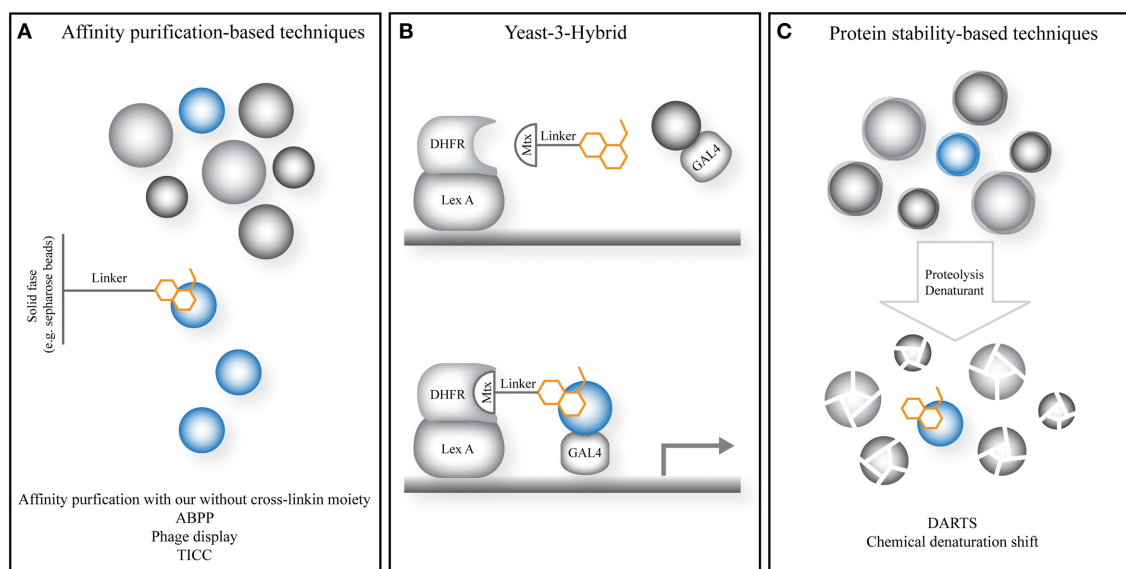 A Affinity purification-based techniques
Solid fase
(e.g. sepharose beads)
Linker
Affinity purfication with our without cross-linkin moiety
ABPP
Phage display
TICC
B Yeast-3-Hybrid
DHFR
Mtx
Linker
GAL4
Lex A
DHFR
Mtx
Linker
Lex A
GAL4
C Protein stability-based techniques
Proteolysis
Denaturant
DARTS
Chemical denaturation shift